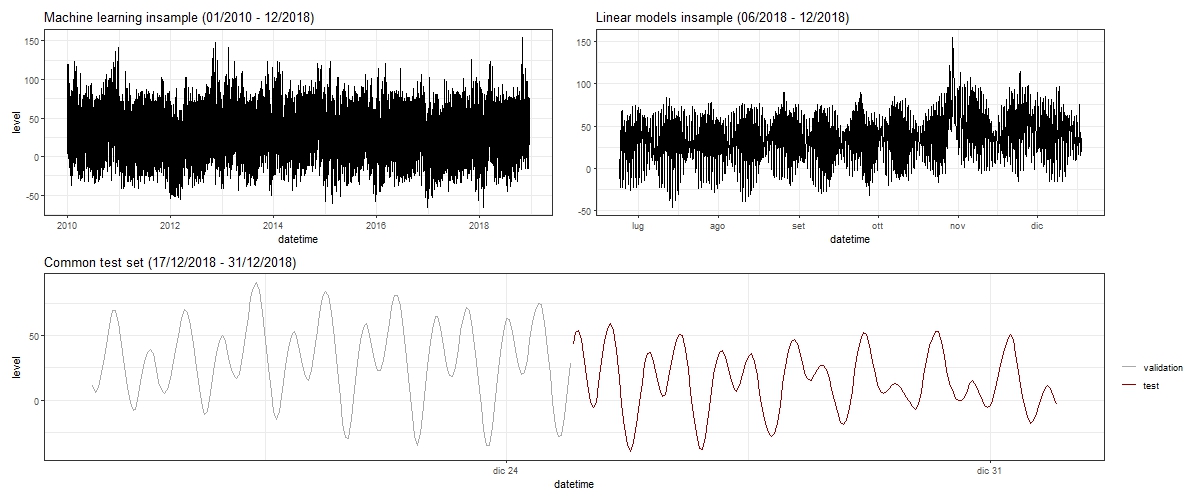 Machine learning insample (01/2010 - 12/2018)
150
100
50
0
-50
level
2010
2012
2014
2016
2018
datetime
Linear models insample (06/2018 - 12/2018)
150
100
50
0
-50
lug
ago
set
ott
nov
dic
datetime
Common test set (17/12/2018 - 31/12/2018)
50
0
level
dic 24
dic 31
datetime
validation
test